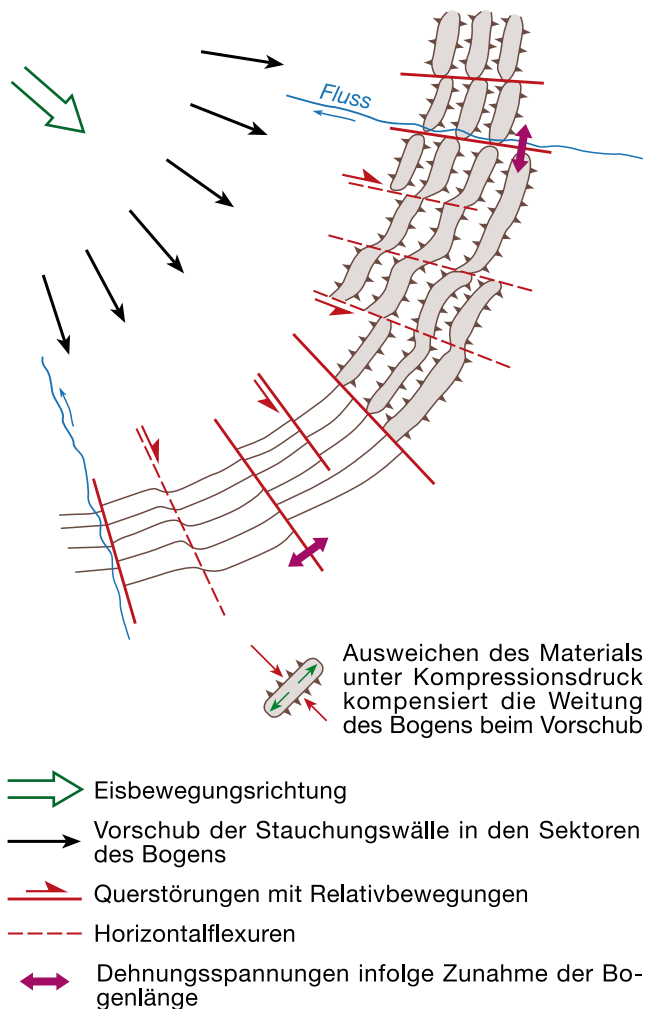 Fluss
Ausweichen des Materials
unter Kompressionsdruck
kompensiert die Weitung
des Bogens beim Vorschub
Eisbewegungsrichtung
Vorschub der Stauchungswälle in den Sektoren
des Bogens
Querstörungen mit Relativbewegungen
Horizontalflexuren
Dehnungsspannungen infolge Zunahme der Bo-
genlänge